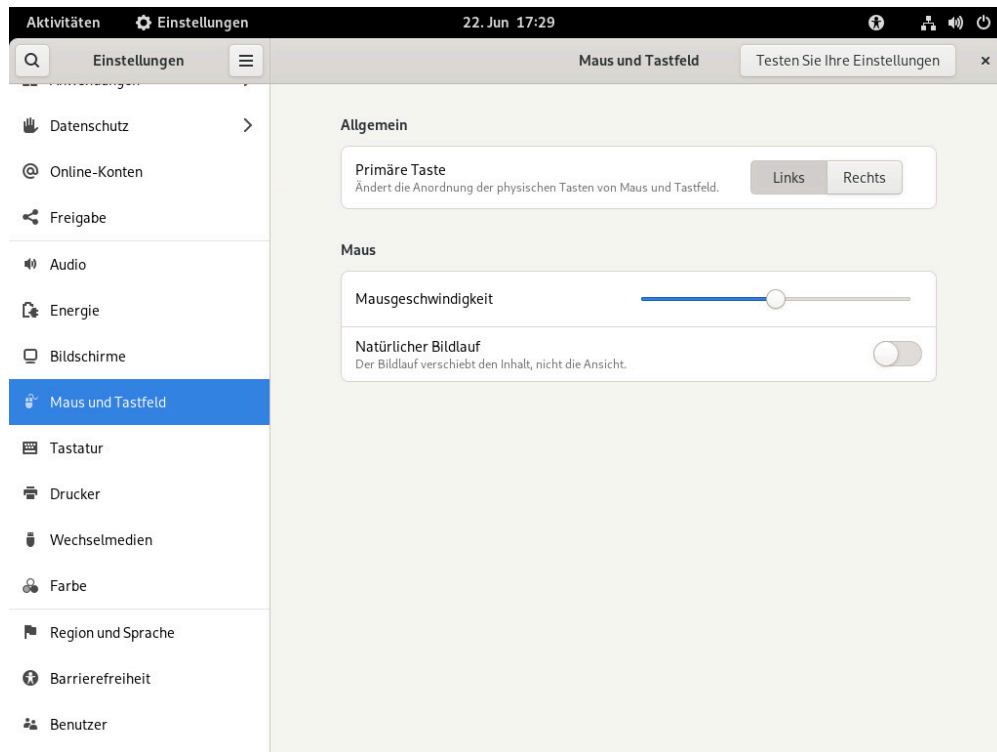 Aktivitäten Einstellungen 22. Jun 17:29
Einstellungen Maus und Tastfeld Testen Sie Ihre Einstellungen
Anwendungen
Datenschutz
Online-Konten
Freigabe
Audio
Energie
Bildschirme
Maus und Tastfeld
Tastatur
Drucker
Wechselmedien
Farbe
Region und Sprache
Barrierefreiheit
Benutzer
Allgemein
Primäre Taste
Ändert die Anordnung der physischen Tasten von Maus und Tastfeld.
Links Rechts
Maus
Mausgeschwindigkeit
Natürlicher Bildlauf
Der Bildlauf verschiebt den Inhalt, nicht die Ansicht.